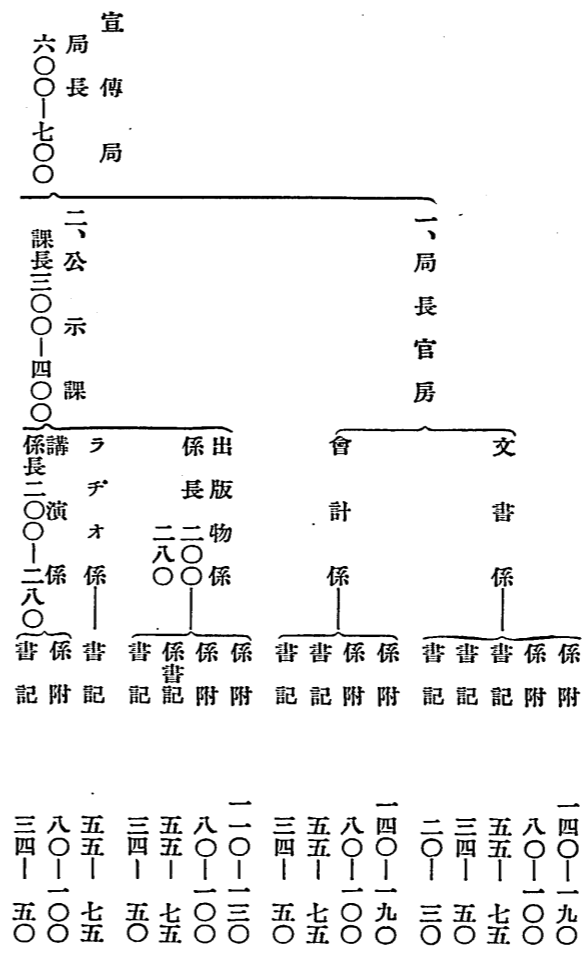 宣傳局
局長
六〇〇—七〇〇
一、局長官房
二、公示課
課長三〇〇—四〇〇
文書係
會計係
出版物係
係長 二〇〇
二八〇
ラヂオ係
講演係
係長二〇〇—二八〇
係附 一四〇—一九〇
係附 八〇—一〇〇
書記 五五—七五
書記 三四—五〇
書記 二〇—三〇
係附 一四〇—一九〇
係附 八〇—一〇〇
書記 五五—七五
書記 三四—五〇
係附 一一〇—一三〇
係附 八〇—一〇〇
係書記 五五—七五
書記 三四—五〇
書記 五五—七五
係附 八〇—一〇〇
書記 三四—五〇